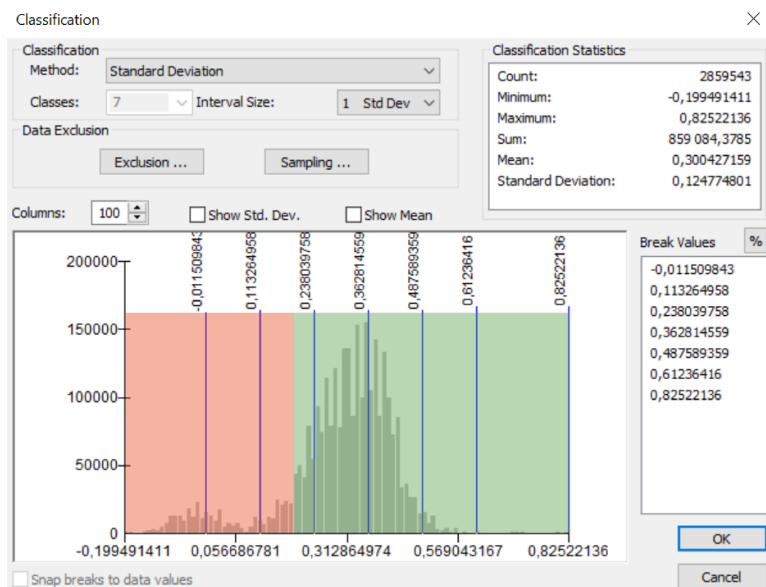 Classification
Classification
Method: Standard Deviation
Classes: 7 Interval Size: 1 Std Dev
Data Exclusion
Exclusion ...
Sampling ...
Classification Statistics
Count: 2859543
Minimum: -0,199491411
Maximum: 0,82522136
Sum: 859 084,3785
Mean: 0,300427159
Standard Deviation: 0,124774801
Columns: 100 Show Std. Dev. Show Mean
Break Values %
-0,011509843
0,113264958
0,238039758
0,362814559
0,487589359
0,61236416
0,82522136
-0,011509843
0,113264958
0,238039758
0,362814559
0,487589359
0,61236416
0,82522136
200000
150000
100000
50000
0
-0,199491411 0,056686781 0,312864974 0,569043167 0,82522136
Snap breaks to data values
OK
Cancel